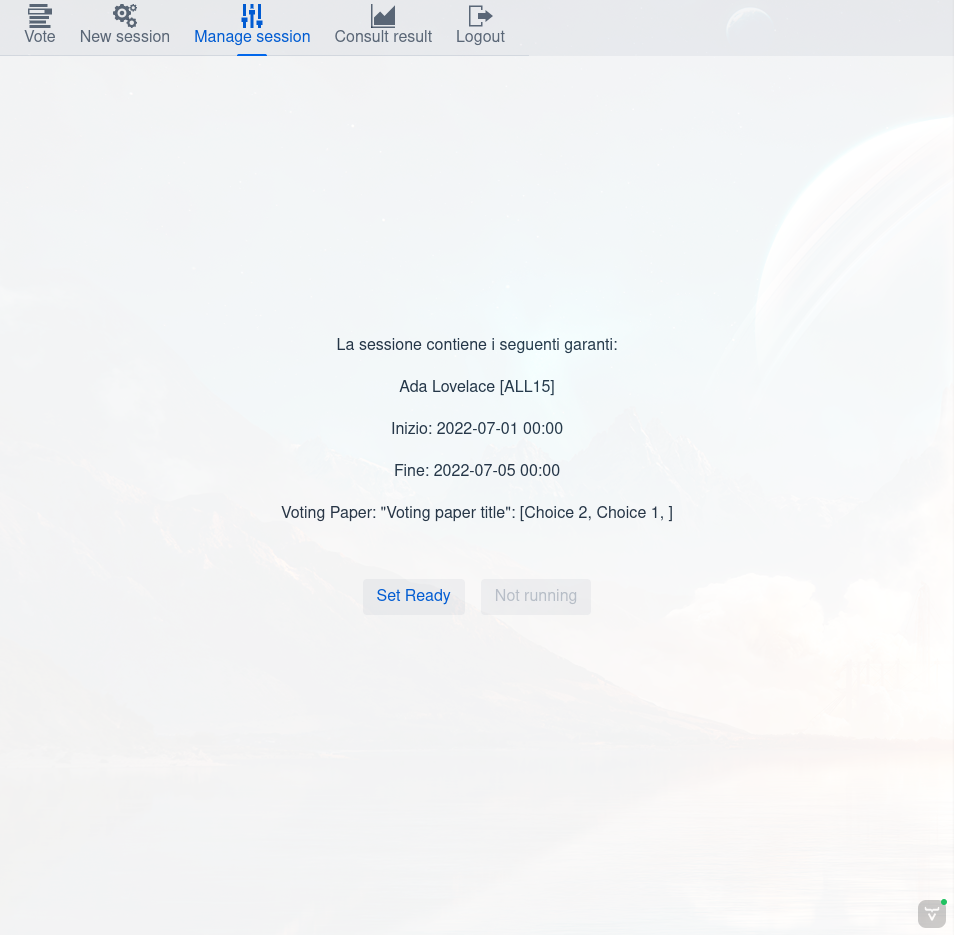 Vote
New session
Manage session
Consult result
Logout
La sessione contiene i seguenti garanti:
Ada Lovelace [ALL15]
Inizio: 2022-07-01 00:00
Fine: 2022-07-05 00:00
Voting Paper: "Voting paper title": [Choice 2, Choice 1, ]
Set Ready
Not running